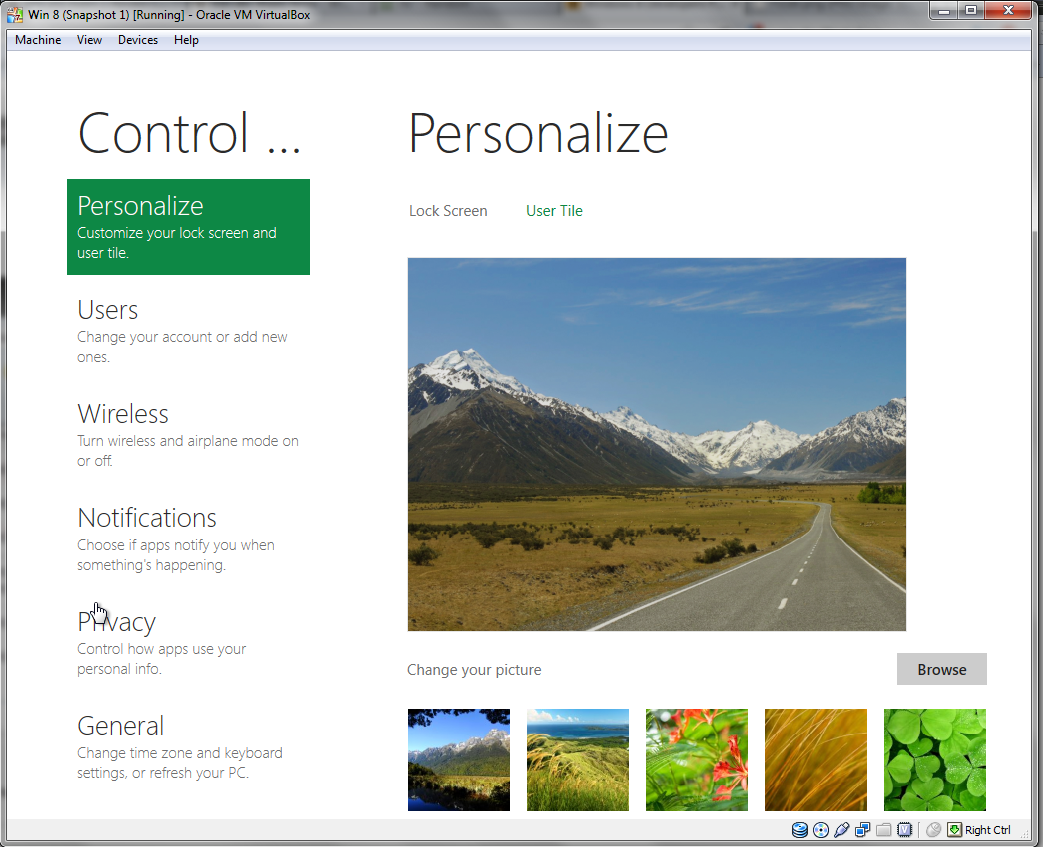 Win 8 (Snapshot 1) [Running] - Oracle VM VirtualBox
Machine View Devices Help
Control ...
Personalize
Customize your lock screen and
user tile.
Users
Change your account or add new
ones.
Wireless
Turn wireless and airplane mode on
or off.
Notifications
Choose if apps notify you when
something's happening.
Privacy
Control how apps use your
personal info.
General
Change time zone and keyboard
settings, or refresh your PC.
Personalize
Lock Screen User Tile
Change your picture
Browse
Right Ctrl